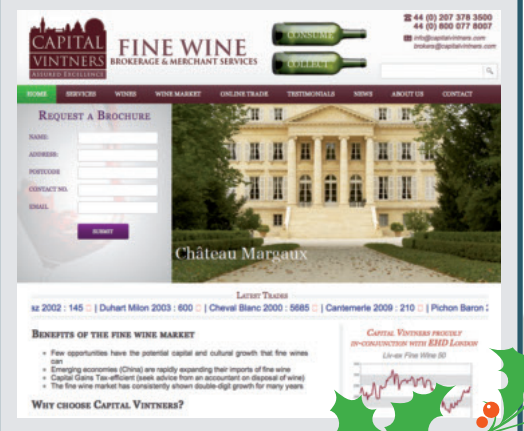 CAPITAL
VINTNERS
ASSURED EXCELLENCE
FINE WINE
BROKERAGE & MERCHANT SERVICES
CONSUME
COLLECT
44 (0) 207 378 3500
44 (0) 800 077 8007
info@capitalvintners.com
brokers@capitalvintners.com
HOME SERVICES WINES WINE MARKET ONLINE TRADE TESTIMONIALS NEWS ABOUT US CONTACT
REQUEST A BROCHURE
NAME:
ADDRESS:
POSTCODE
CONTACT NO.
EMAIL
SUBMIT
Château Margaux
LATEST TRADES
sz 2002 : 145 | Duhart Milon 2003 : 600 | Cheval Blanc 2000 : 5685 | Cantemerle 2009 : 210 | Pichon Baron 2
BENEFITS OF THE FINE WINE MARKET
Few opportunities have the potential capital and cultural growth that fine wines
can
Emerging economies (China) are rapidly expanding their imports of fine wine
Capital Gains Tax-efficient (seek advice from an accountant on disposal of wine)
The fine wine market has consistently shown double-digit growth for many years
WHY CHOOSE CAPITAL VINTNERS?
CAPITAL VINTNERS PROUDLY
IN-CONJUNCTION WITH EHD LONDON
Liv-ex Fine Wine 50